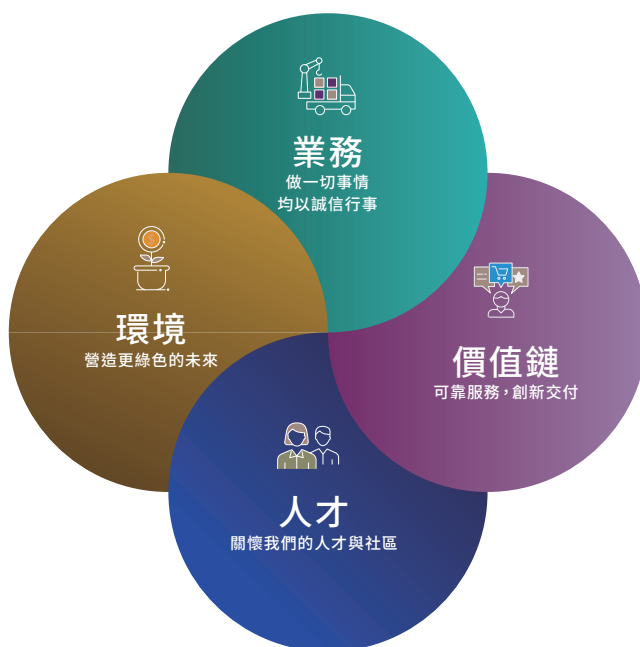 業務
做一切事情
均以誠信行事
環境
營造更綠色的未來
價值鏈
可靠服務，創新交付
人才
關懷我們的人才與社區